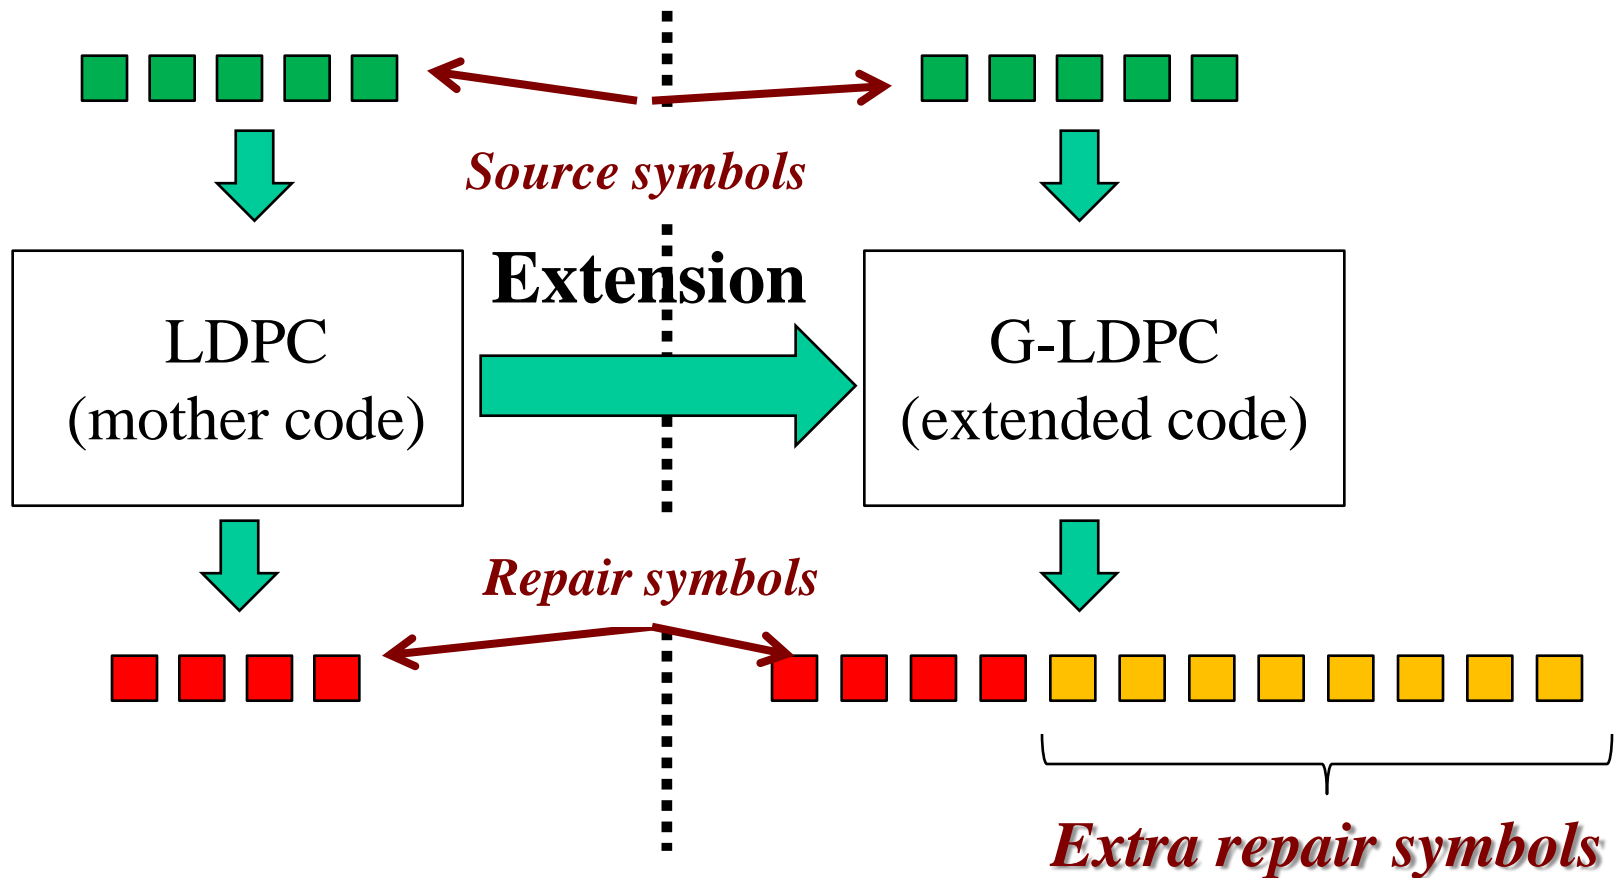 Source symbols
Extension
LDPC
(mother code)
G-LDPC
(extended code)
Repair symbols
Extra repair symbols